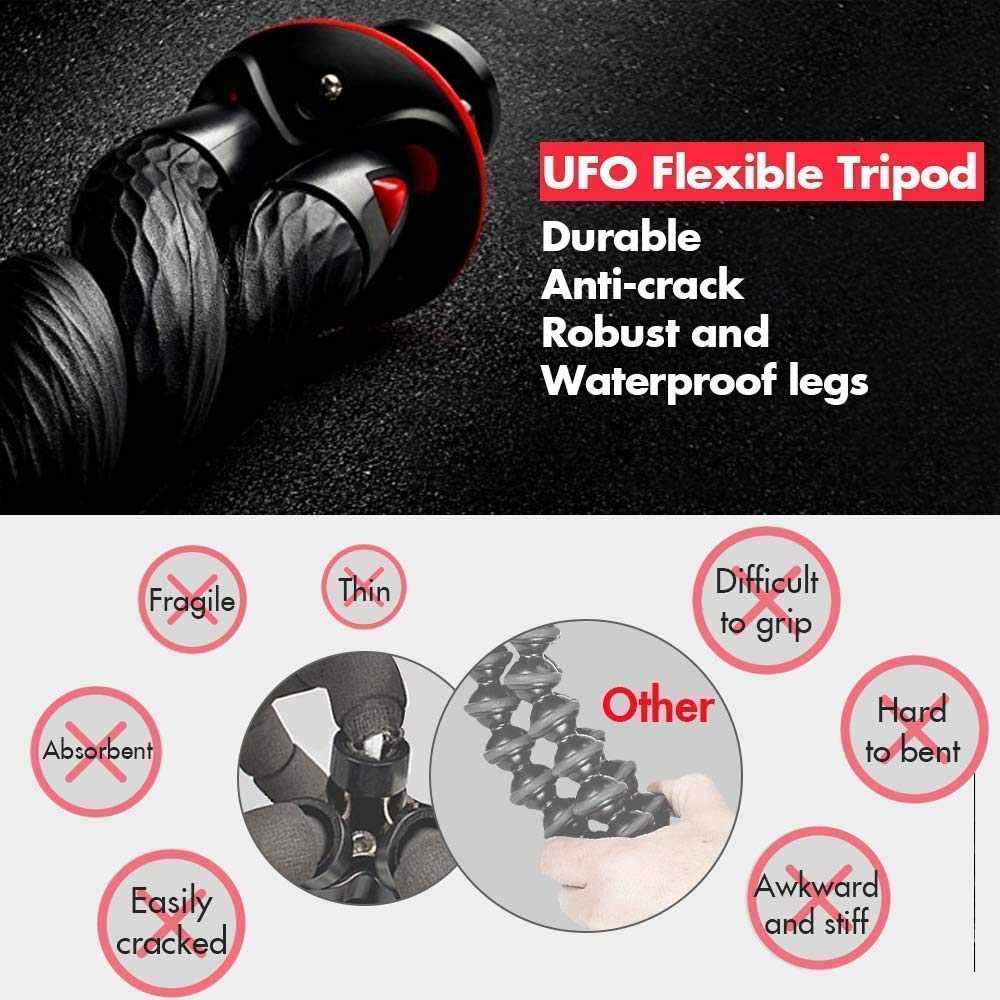 UFO Flexible Tripod
Durable
Anti-crack
Robust and
Waterproof legs
Fragile
Thin
Difficult
to grip
Other
Hard
to bent
Absorbent
Easily
cracked
Awkward
and stiff